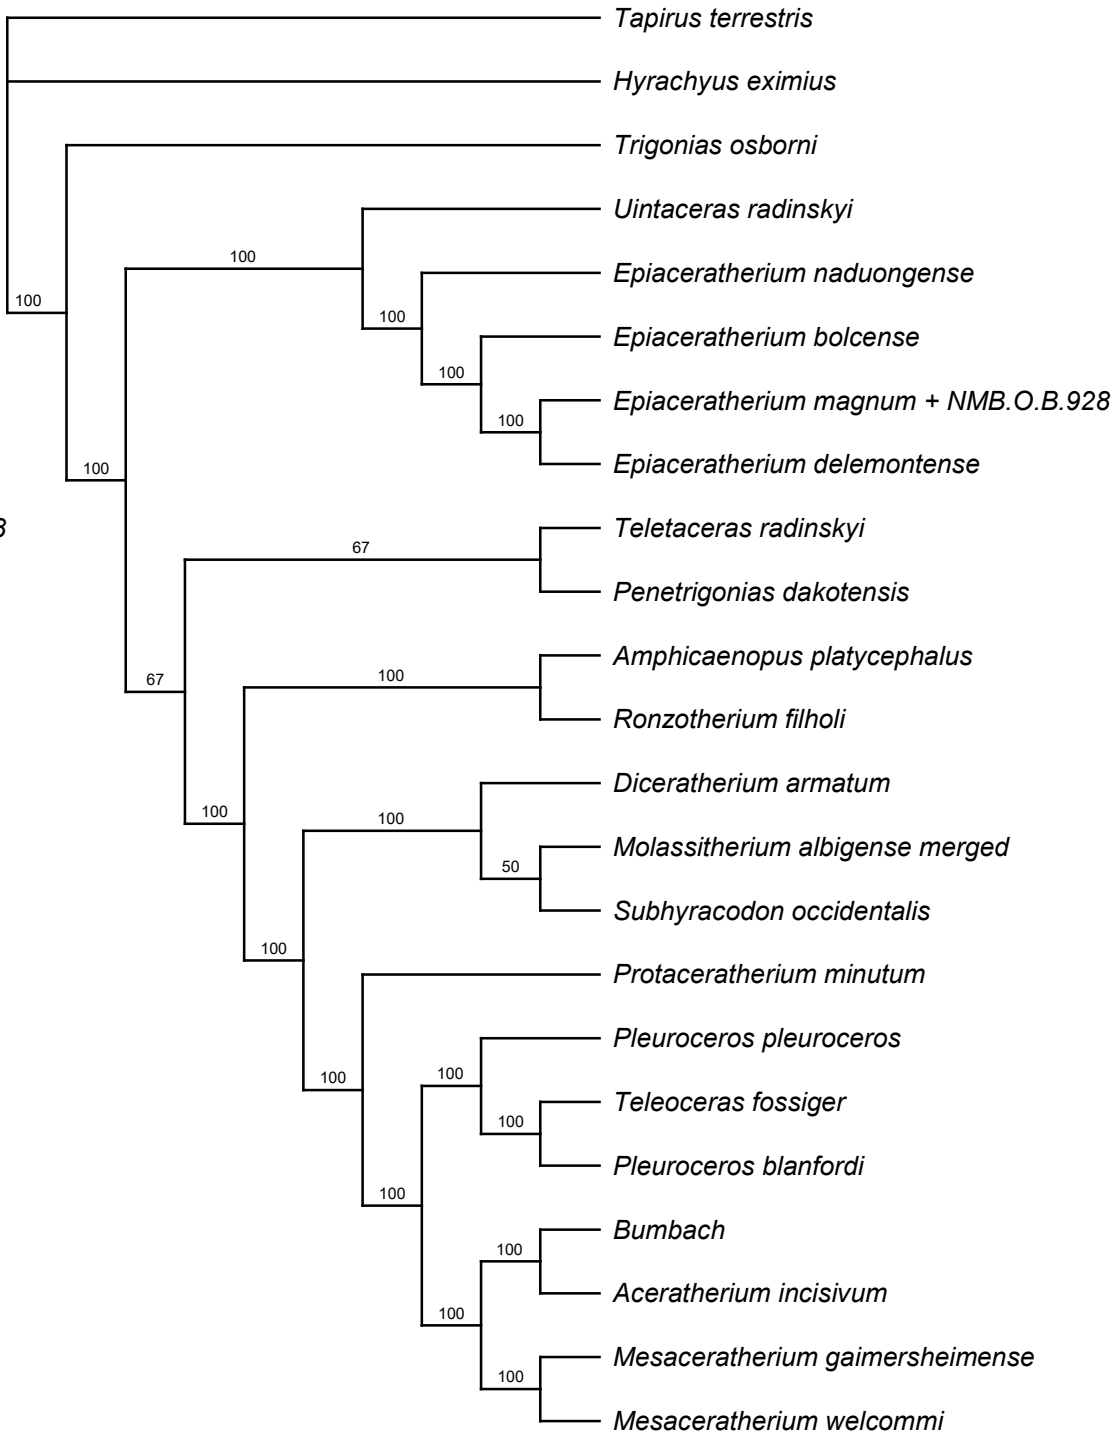 Tapirus terrestris
Hyrachyus eximius
Trigonias osborni
Uintaceras radinskyi
100
Epiaceratherium naduongense
100
100
Epiaceratherium bolcense
100
Epiaceratherium magnum + NMB.O.B.928
100
Epiaceratherium delemontense
100
Teletaceras radinskyi
67
Penetrigonias dakotensis
Amphicaenopus platycephalus
100
67
Ronzotherium filholi
Diceratherium armatum
100
100
Molassitherium albigense merged
50
Subhyracodon occidentalis
100
Protaceratherium minutum
Pleuroceros pleuroceros
100
100
Teleoceras fossiger
100
Pleuroceros blanfordi
100
Bumbach
100
Aceratherium incisivum
100
Mesaceratherium gaimersheimense
100
Mesaceratherium welcommi